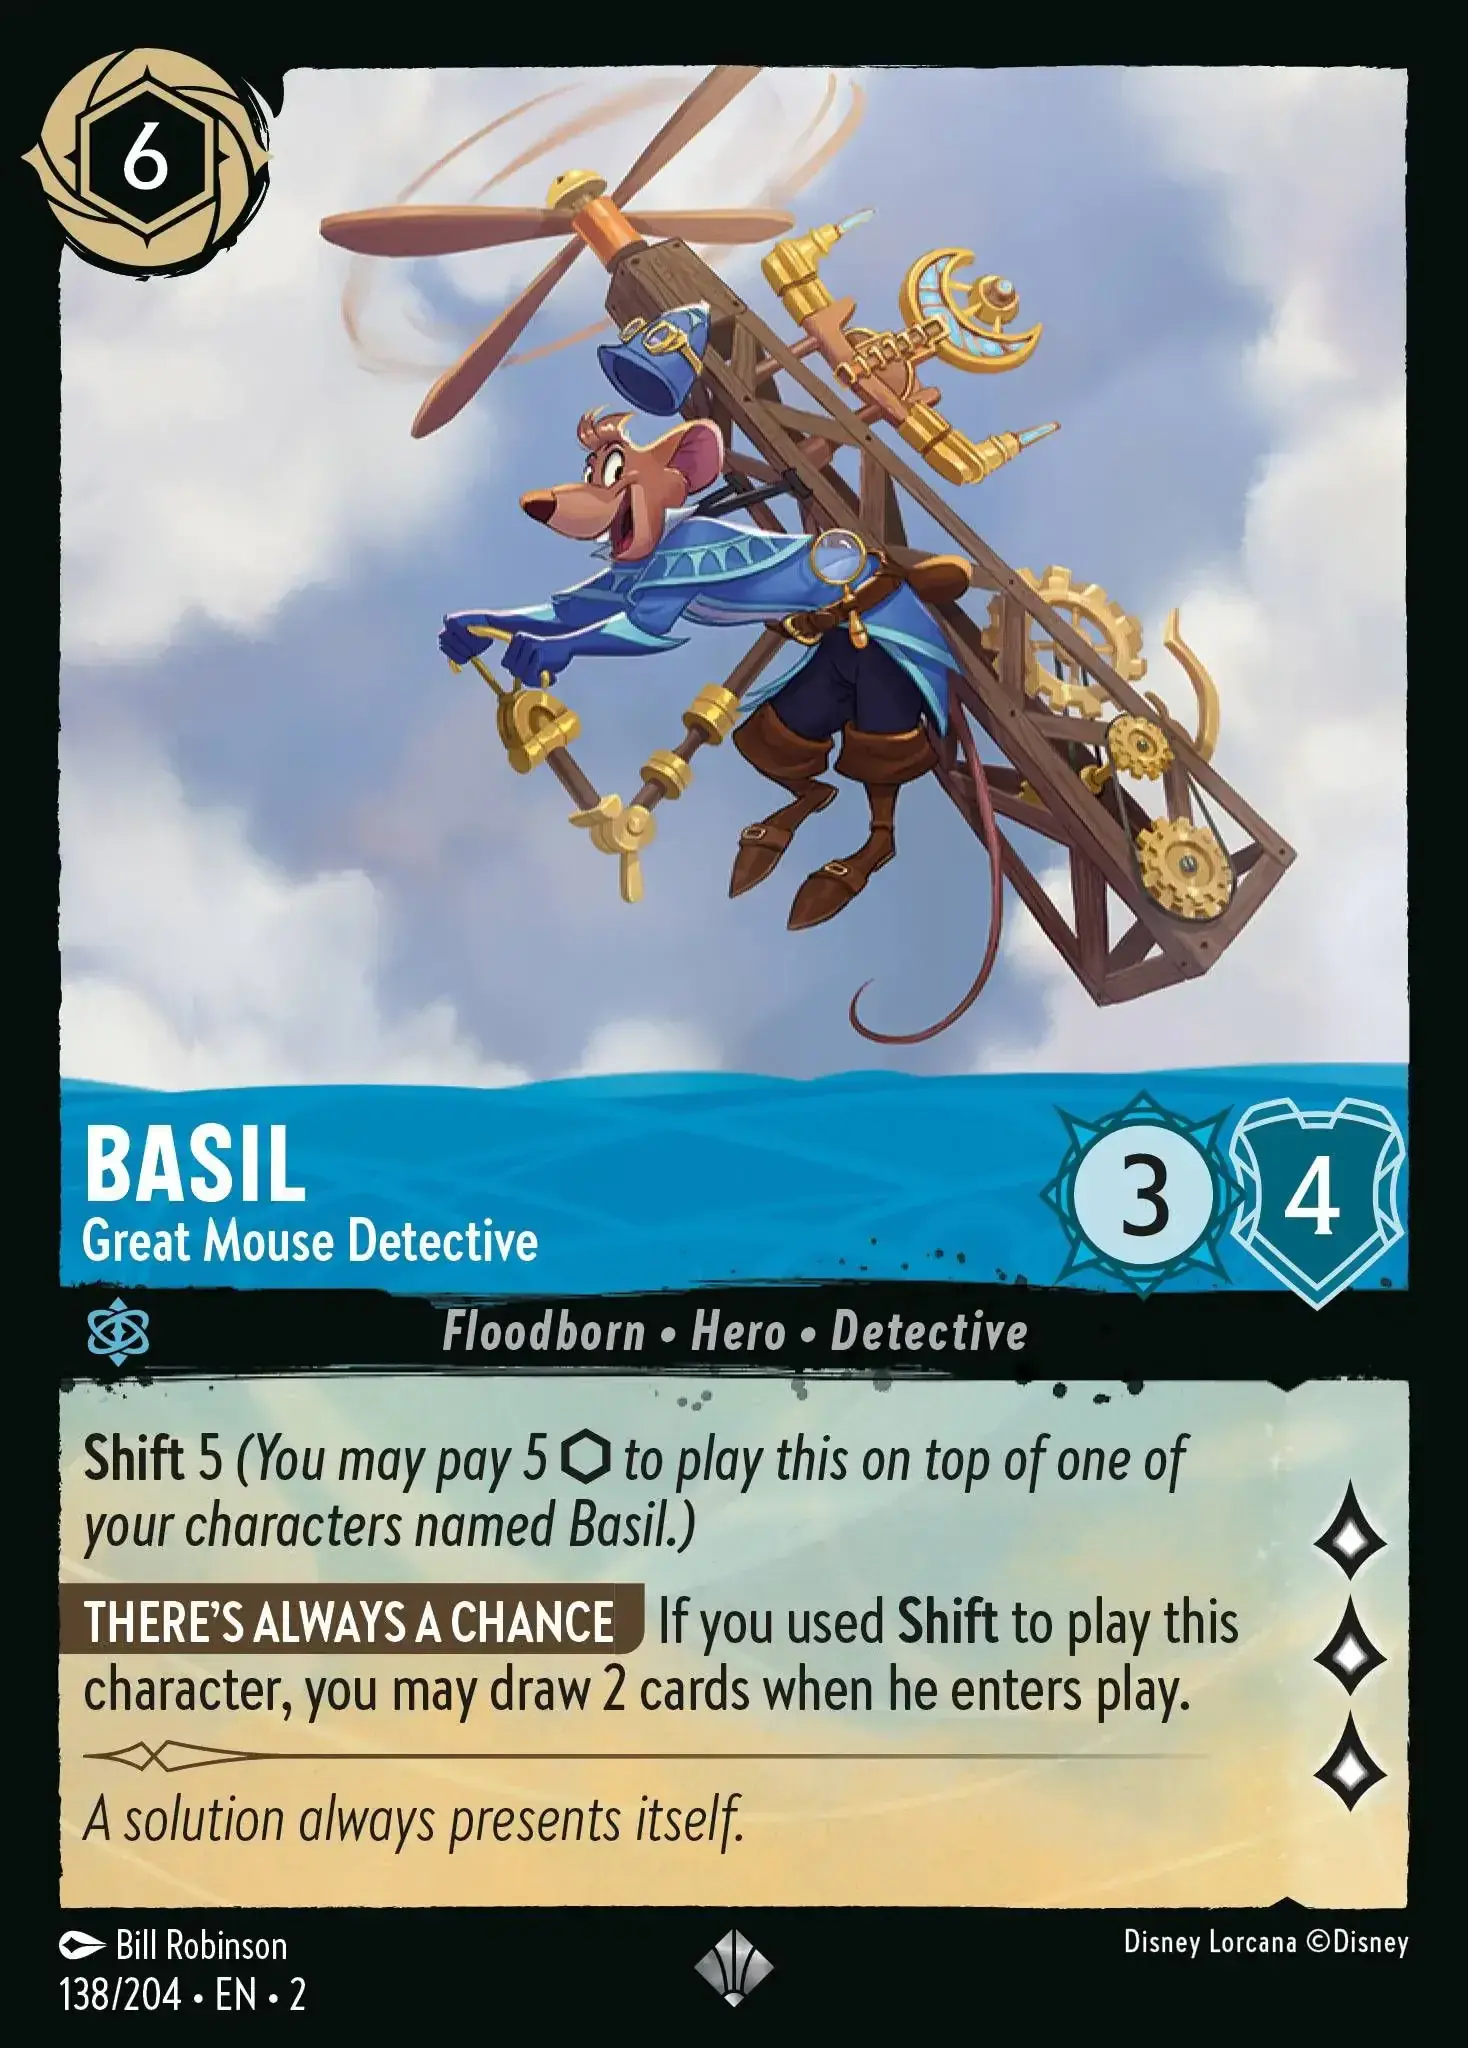 6
BASIL
Great Mouse Detective
3
4
Floodborn • Hero • Detective
Shift 5 (You may pay 5 ⬡ to play this on top of one of
your characters named Basil.)
THERE'S ALWAYS A CHANCE If you used Shift to play this
character, you may draw 2 cards when he enters play.
A solution always presents itself.
Bill Robinson
Disney Lorcana ©Disney
138/204 • EN • 2